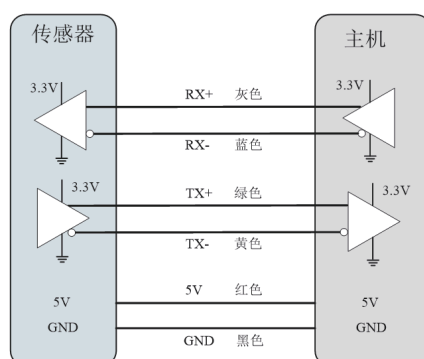 传感器
主机
3.3V
RX+ 灰色
3.3V
RX- 蓝色
3.3V
TX+ 绿色
3.3V
TX- 黄色
5V
5V 红色
5V
GND
GND 黑色
GND